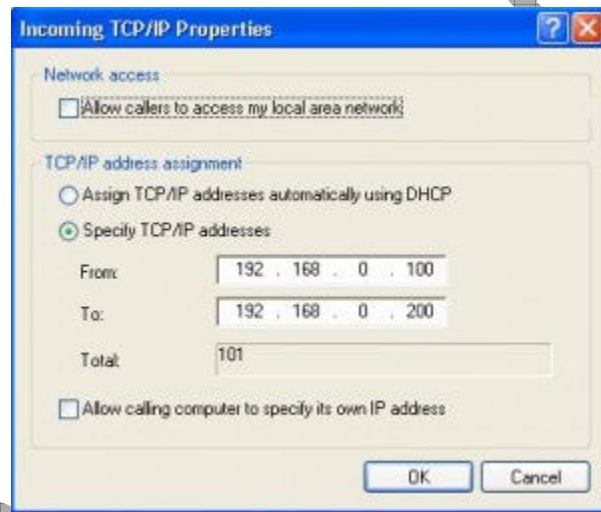 Incoming TCP/IP Properties
Network access
Allow callers to access my local area network
TCP/IP address assignment
Assign TCP/IP addresses automatically using DHCP
Specify TCP/IP addresses
From: 192 . 168 . 0 . 100
To: 192 . 168 . 0 . 200
Total: 101
Allow calling computer to specify its own IP address
OK Cancel